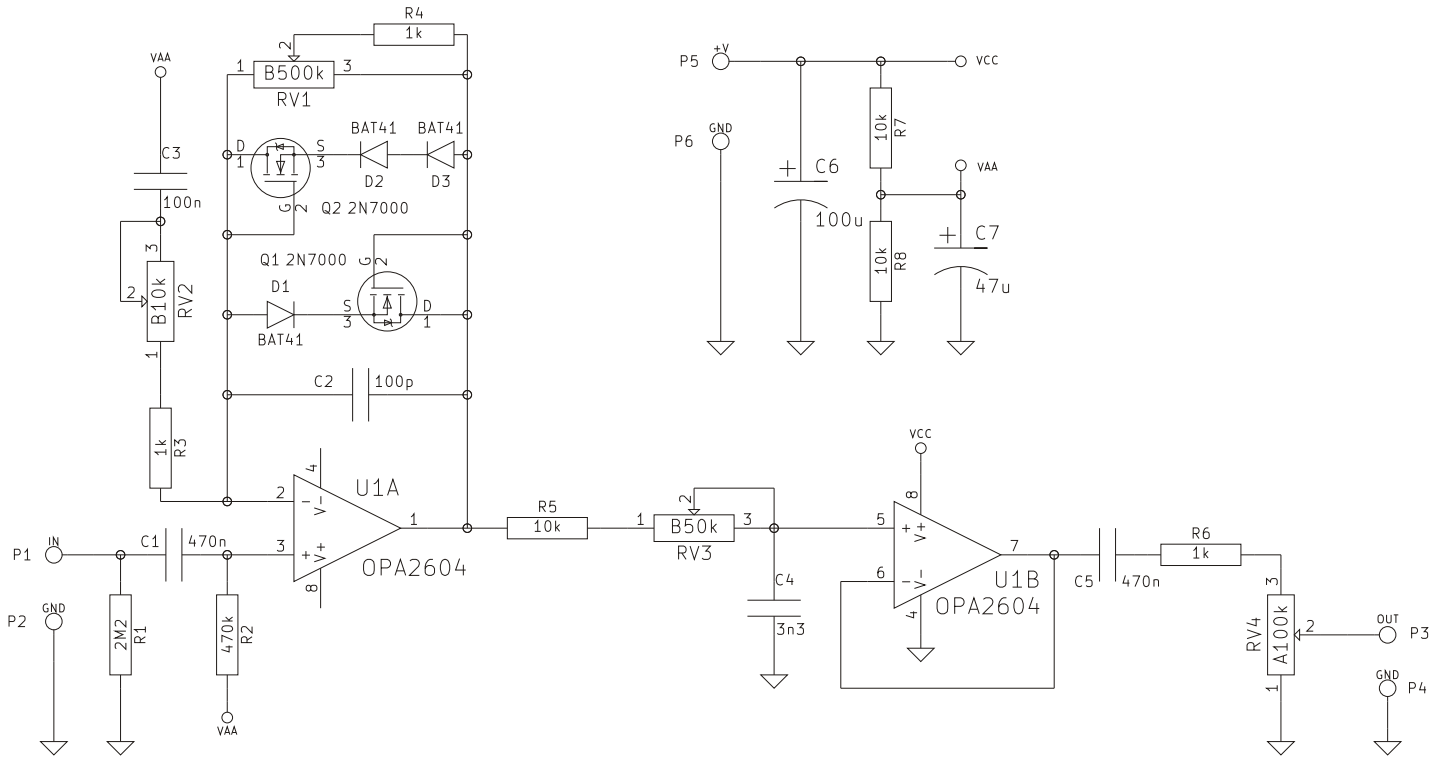 R4
1k
2
1
B500k
3
RV1
VAA
C3
100n
3
2
B10k
RV2
1
1k
R3
D
1
S
3
G
2
Q2 2N7000
BAT41
BAT41
D2
D3
Q1 2N7000
G
2
D1
BAT41
S
3
D
1
C2
100p
4
2
−
V−
U1A
1
3
+
V+
OPA2604
8
P1
IN
C1
470n
GND
P2
2M2
R1
470k
R2
VAA
R5
10k
1
2
B50k
3
RV3
C4
3n3
VCC
8
5
+
V+
7
6
−
V−
U1B
OPA2604
4
C5
470n
R6
1k
3
RV4
A100k
2
1
OUT
P3
GND
P4
P5
+V
VCC
P6
GND
10k
R7
+
C6
100u
VAA
10k
R8
+
C7
47u